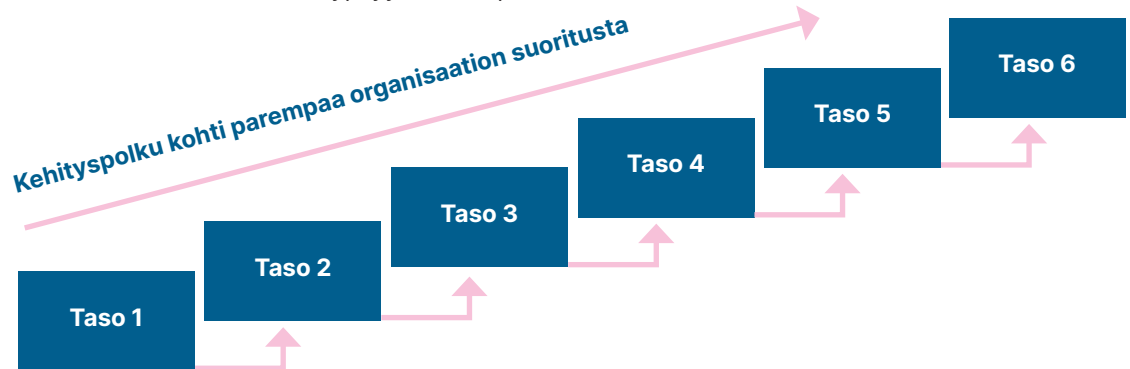 Kehityspolku kohti parempaa organisaation suoritusta
Taso 6
Taso 5
Taso 4
Taso 3
Taso 2
Taso 1